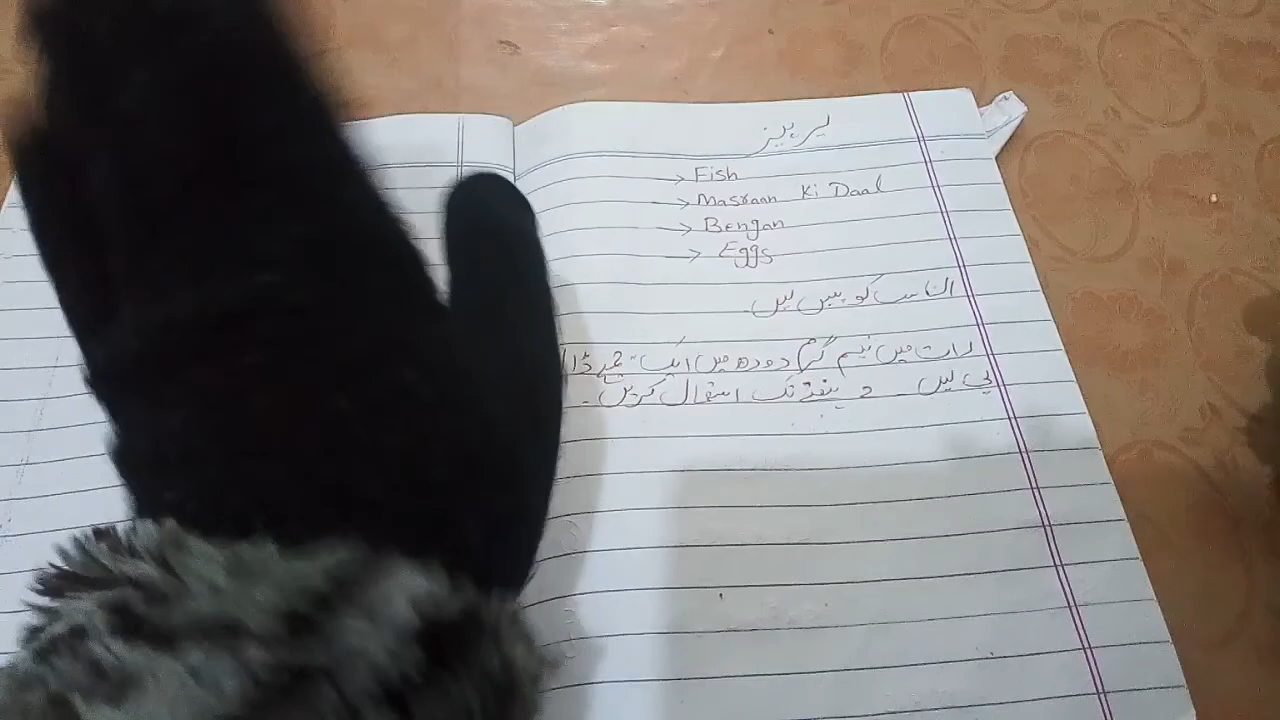 پرہیز
→ Fish
→ Masraan Ki Daal
→ Bengan
→ Eggs
کو پیس لیں
رات میں نیم گرم دودھ میں ایک چمچ ڈا
پی لیں۔ 2 ہفتے تک استعمال کریں۔